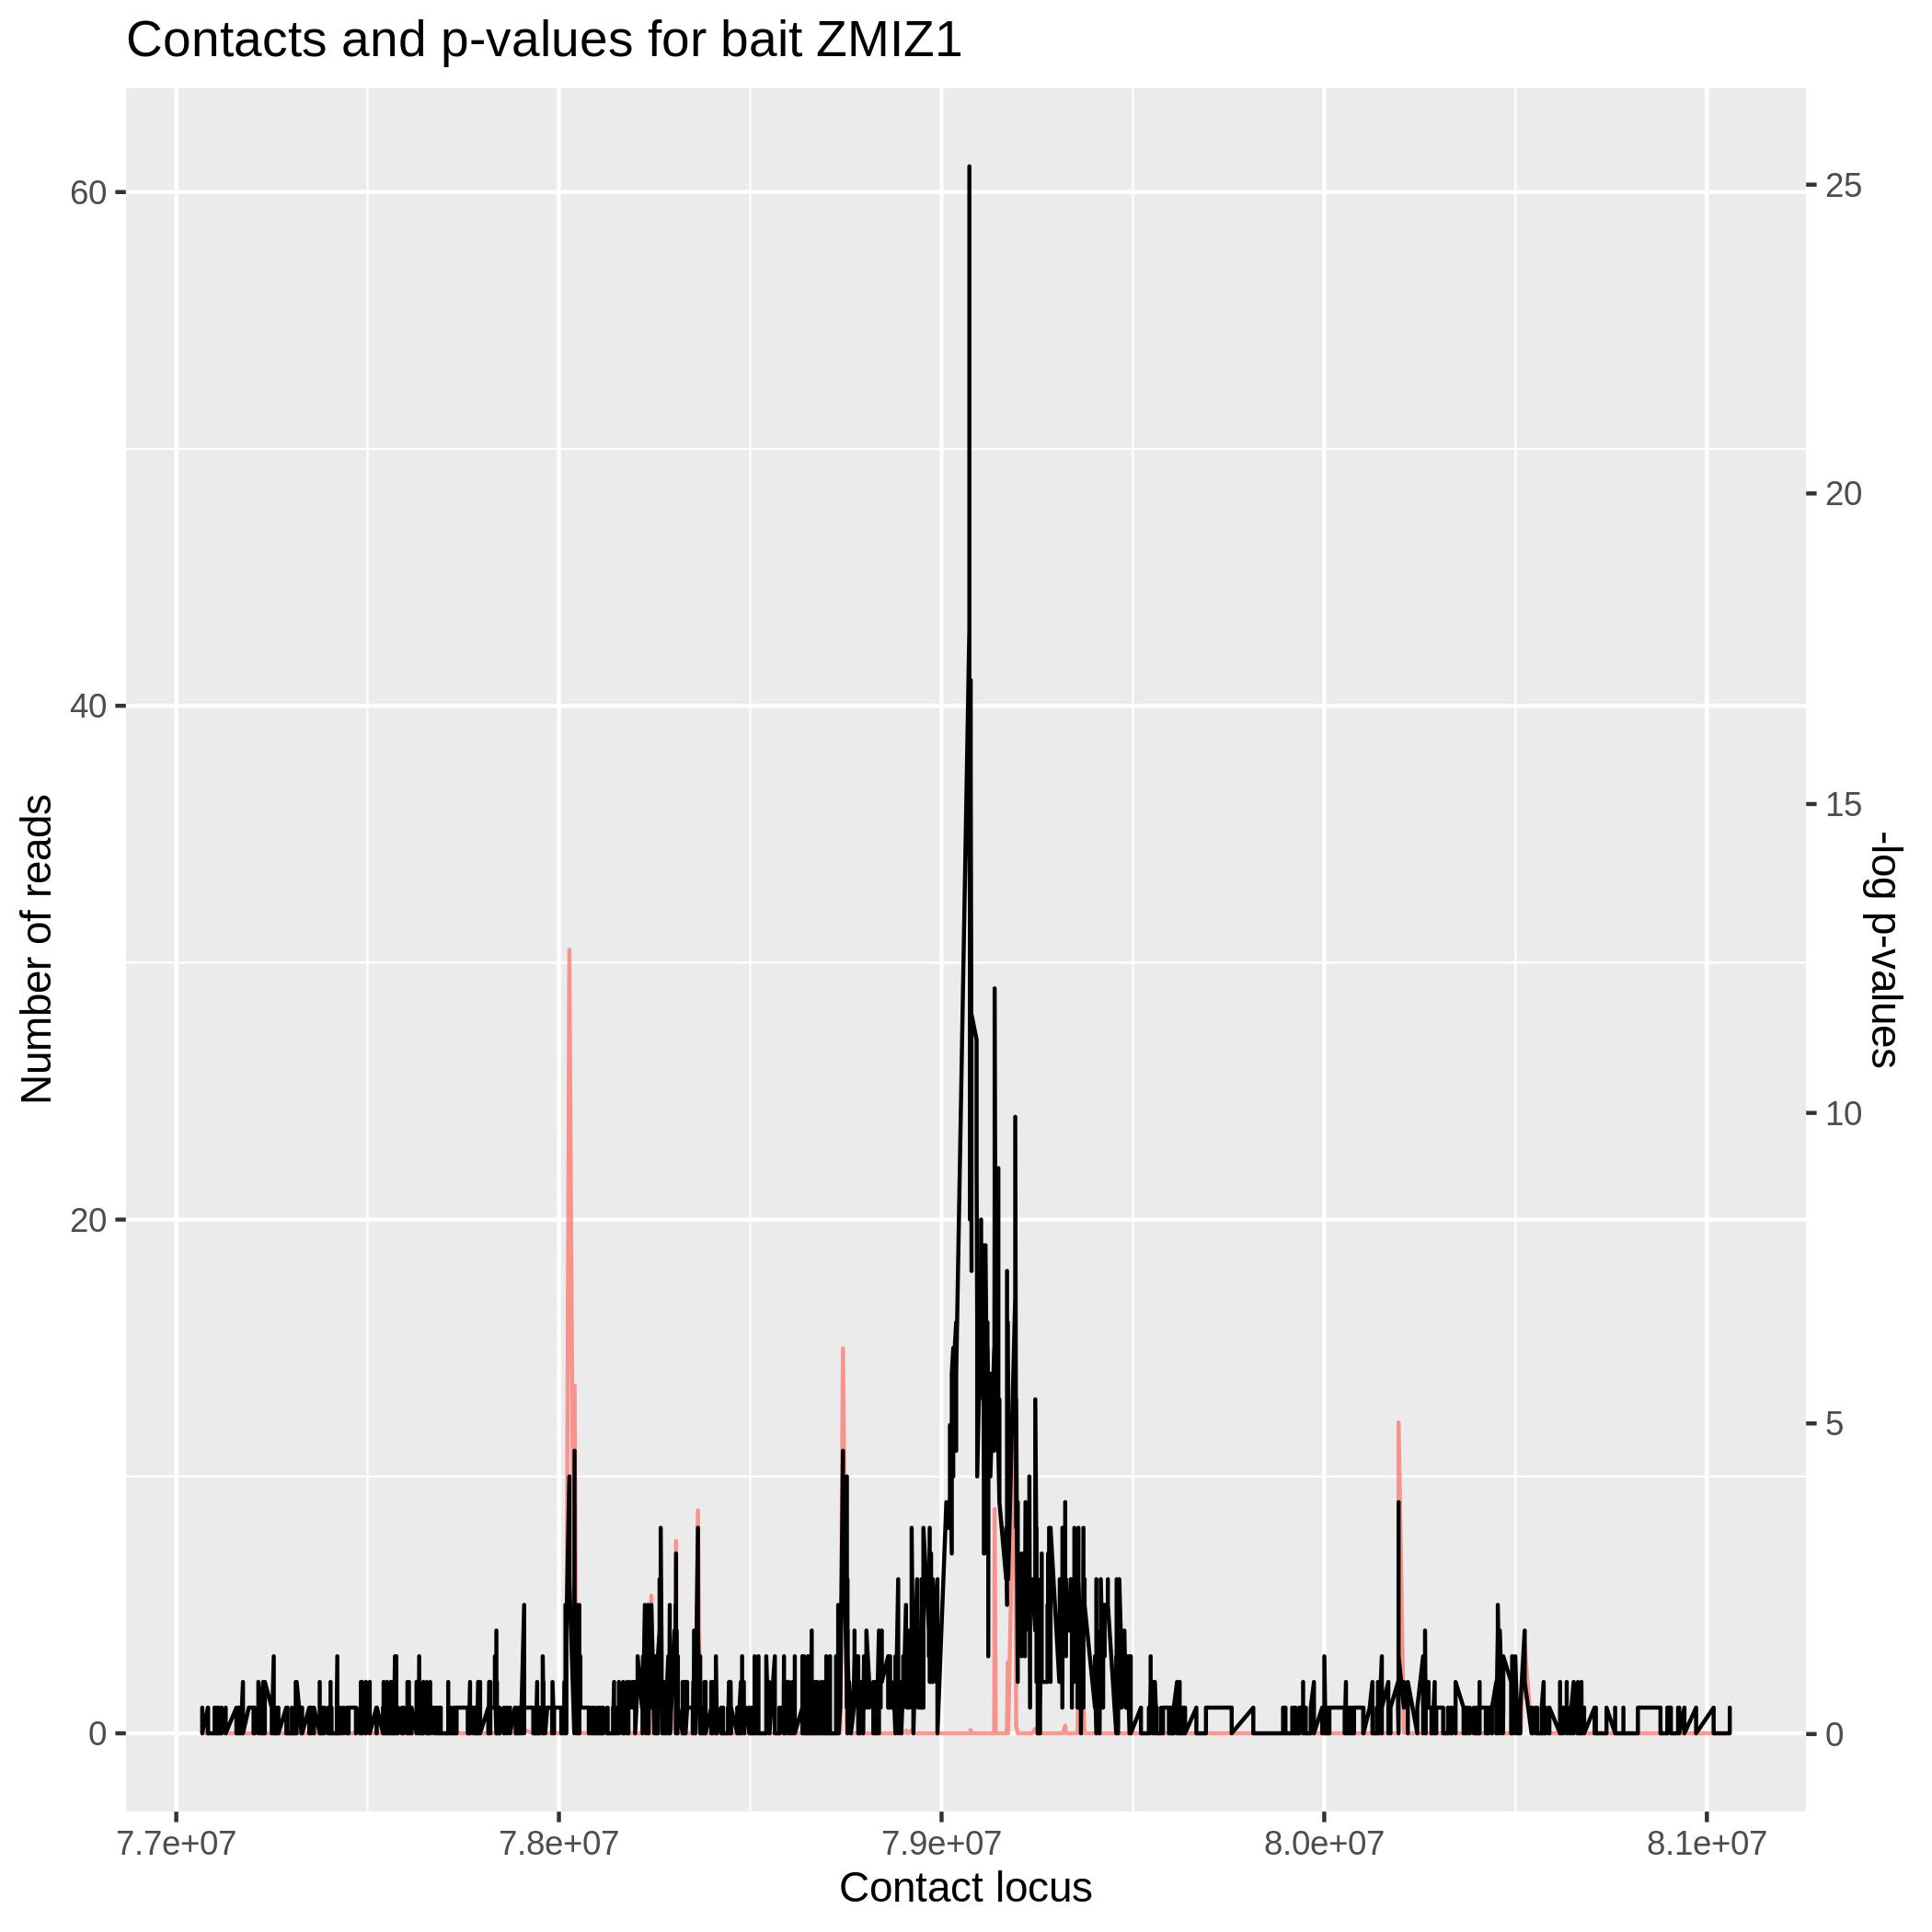 Contacts and p-values for bait ZMIZ1
60
40
20
0
Number of reads
25
20
15
10
5
0
-log p-values
7.7e+07 7.8e+07 7.9e+07 8.0e+07 8.1e+07
Contact locus